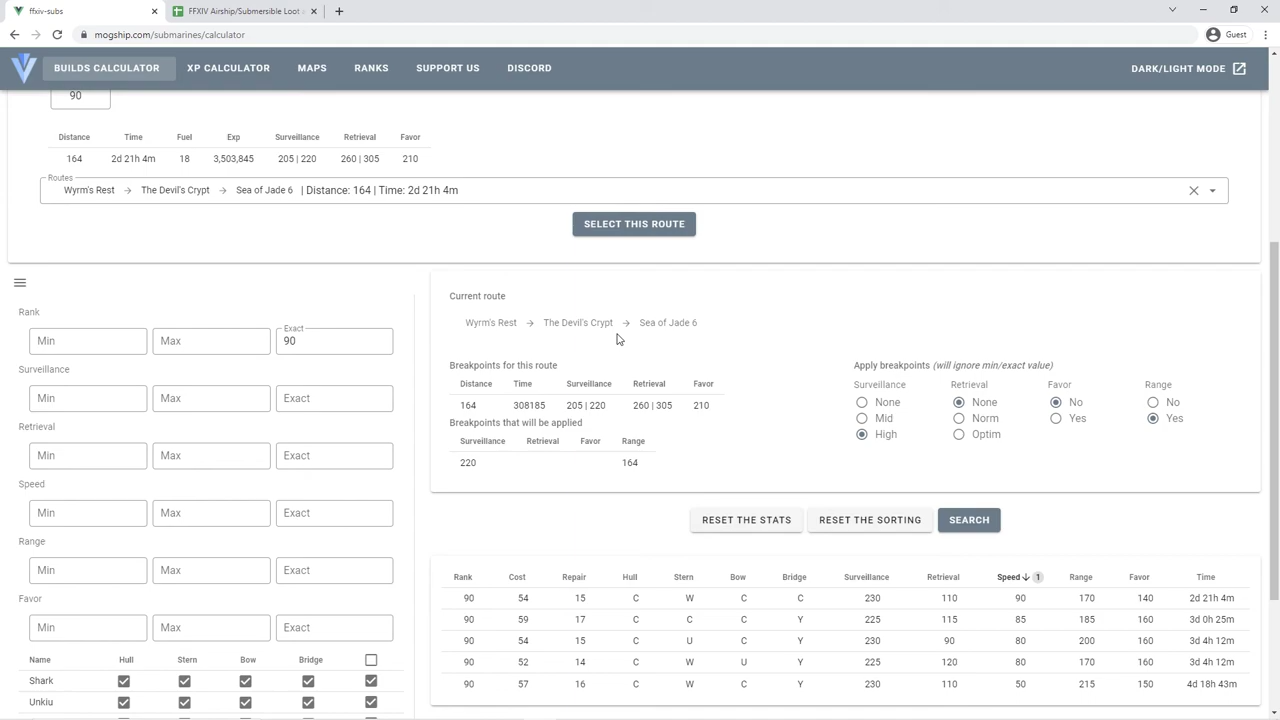 ffxiv-subs
FFXIV Airship/Submersible Loot
mogship.com/submarines/calculator
Guest
BUILDS CALCULATOR XP CALCULATOR MAPS RANKS SUPPORT US DISCORD DARK/LIGHT MODE
90
Distance Time Fuel Exp Surveillance Retrieval Favor
164 2d 21h 4m 18 3,503,845 205 | 220 260 | 305 210
Routes
Wyrm's Rest → The Devil's Crypt → Sea of Jade 6 | Distance: 164 | Time: 2d 21h 4m
SELECT THIS ROUTE
Current route
Wyrm's Rest → The Devil's Crypt → Sea of Jade 6
Rank
Min Max Exact 90
Surveillance
Min Max Exact
Retrieval
Min Max Exact
Speed
Min Max Exact
Range
Min Max Exact
Favor
Min Max Exact
Name Hull Stern Bow Bridge
Shark
Unkiu
Breakpoints for this route
Distance Time Surveillance Retrieval Favor
164 308185 205 | 220 260 | 305 210
Breakpoints that will be applied
Surveillance Retrieval Favor Range
220 164
Apply breakpoints (will ignore min/exact value)
Surveillance Retrieval Favor Range
None None No No
Mid Norm Yes Yes
High Optim
RESET THE STATS RESET THE SORTING SEARCH
Rank Cost Repair Hull Stern Bow Bridge Surveillance Retrieval Speed ↓ 1 Range Favor Time
90 54 15 C W C C 230 110 90 170 140 2d 21h 4m
90 59 17 C C C Y 225 115 85 185 160 3d 0h 25m
90 54 15 C U C Y 230 90 80 200 160 3d 4h 12m
90 52 14 C W U Y 225 120 80 170 160 3d 4h 12m
90 57 16 C W C Y 230 110 50 215 150 4d 18h 43m